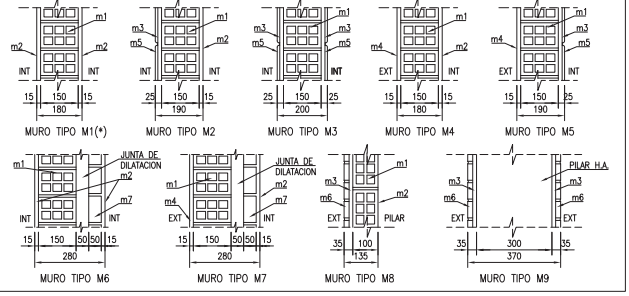 m1
m2
m2
INT
INT
15 150 15
180
MURO TIPO M1(*)
m1
m3
m5
m2
INT
INT
25 150 15
190
MURO TIPO M2
m1
m3
m5
m3
m5
INT
INT
25 150 25
200
MURO TIPO M3
m1
m4
m2
EXT
INT
15 150 15
180
MURO TIPO M4
m1
m4
m3
m5
EXT
INT
15 150 25
190
MURO TIPO M5
m1
JUNTA DE
DILATACION
m2
m7
INT
INT
15 150 50 50 15
280
MURO TIPO M6
m1
JUNTA DE
DILATACION
m2
m4
m7
EXT
INT
15 150 50 50 15
280
MURO TIPO M7
m1
m3
m2
m6
EXT
PILAR
35 100
135
MURO TIPO M8
PILAR H.A.
m3
m3
m6
m6
EXT
EXT
35 300 35
370
MURO TIPO M9